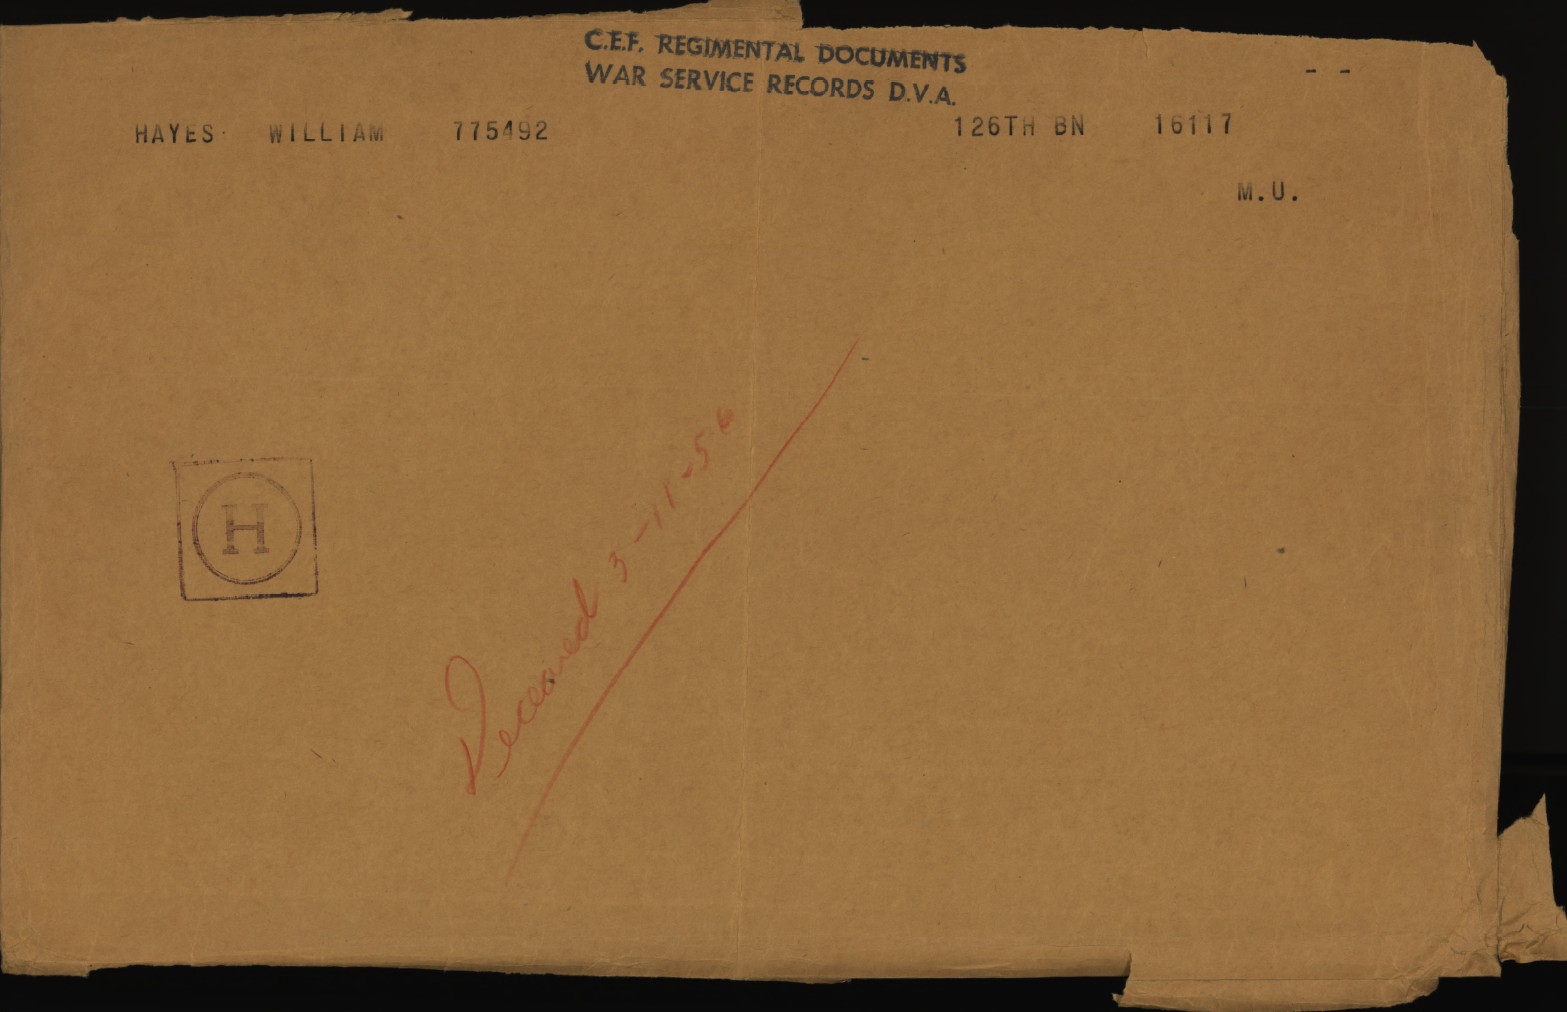 C.E.F. REGIMENTAL DOCUMENTS
WAR SERVICE RECORDS D.V.A.
- -
HAYES WILLIAM 775492 126TH BN 16117
M.U.
H
Deceased 3-11-56